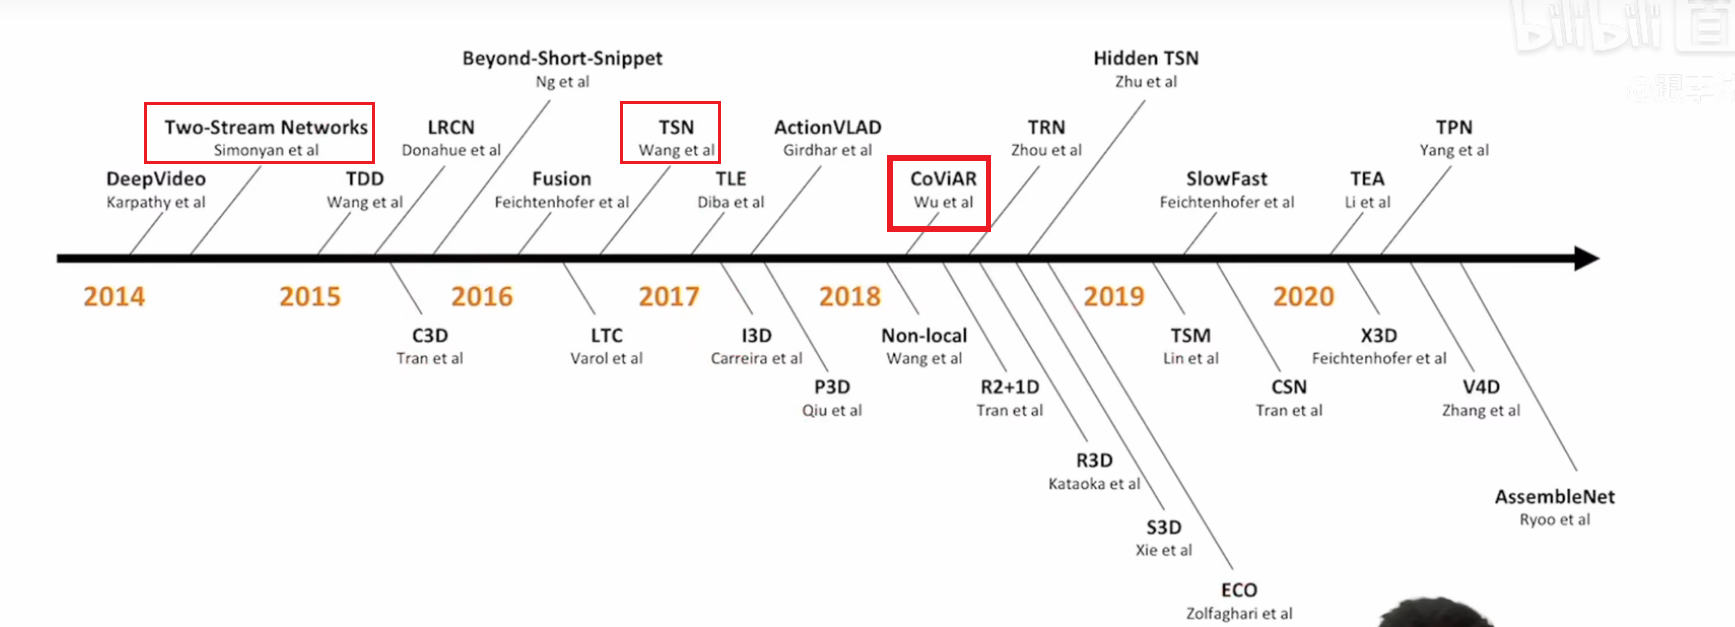 bilibili 首
Beyond-Short-Snippet
Ng et al
Hidden TSN
Zhu et al
Two-Stream Networks
Simonyan et al
LRCN
Donahue et al
TSN
Wang et al
ActionVLAD
Girdhar et al
TRN
Zhou et al
TPN
Yang et al
DeepVideo
Karpathy et al
TDD
Wang et al
Fusion
Feichtenhofer et al
TLE
Diba et al
CoViAR
Wu et al
SlowFast
Feichtenhofer et al
TEA
Li et al
2014 2015 2016 2017 2018 2019 2020
C3D
Tran et al
LTC
Varol et al
I3D
Carreira et al
Non-local
Wang et al
TSM
Lin et al
X3D
Feichtenhofer et al
P3D
Qiu et al
R2+1D
Tran et al
CSN
Tran et al
V4D
Zhang et al
R3D
Kataoka et al
AssembleNet
Ryoo et al
S3D
Xie et al
ECO
Zolfaghari et al